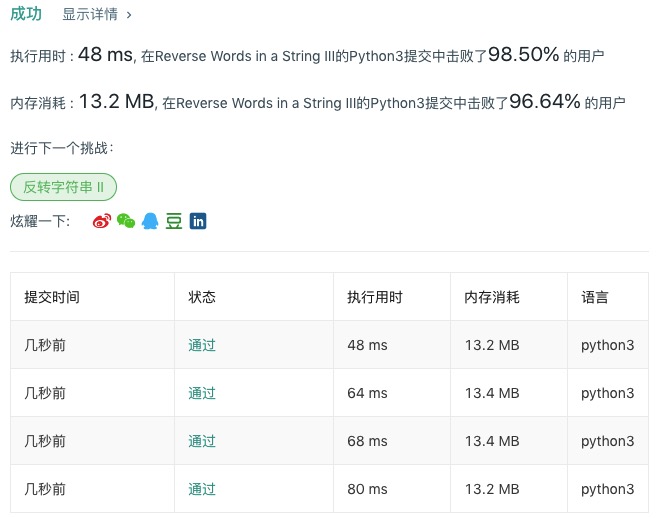 成功 显示详情 >
执行用时 : 48 ms, 在Reverse Words in a String III的Python3提交中击败了98.50% 的用户
内存消耗 : 13.2 MB, 在Reverse Words in a String III的Python3提交中击败了96.64% 的用户
进行下一个挑战：
反转字符串 II
炫耀一下: 豆 in
提交时间 状态 执行用时 内存消耗 语言
几秒前 通过 48 ms 13.2 MB python3
几秒前 通过 64 ms 13.4 MB python3
几秒前 通过 68 ms 13.4 MB python3
几秒前 通过 80 ms 13.2 MB python3